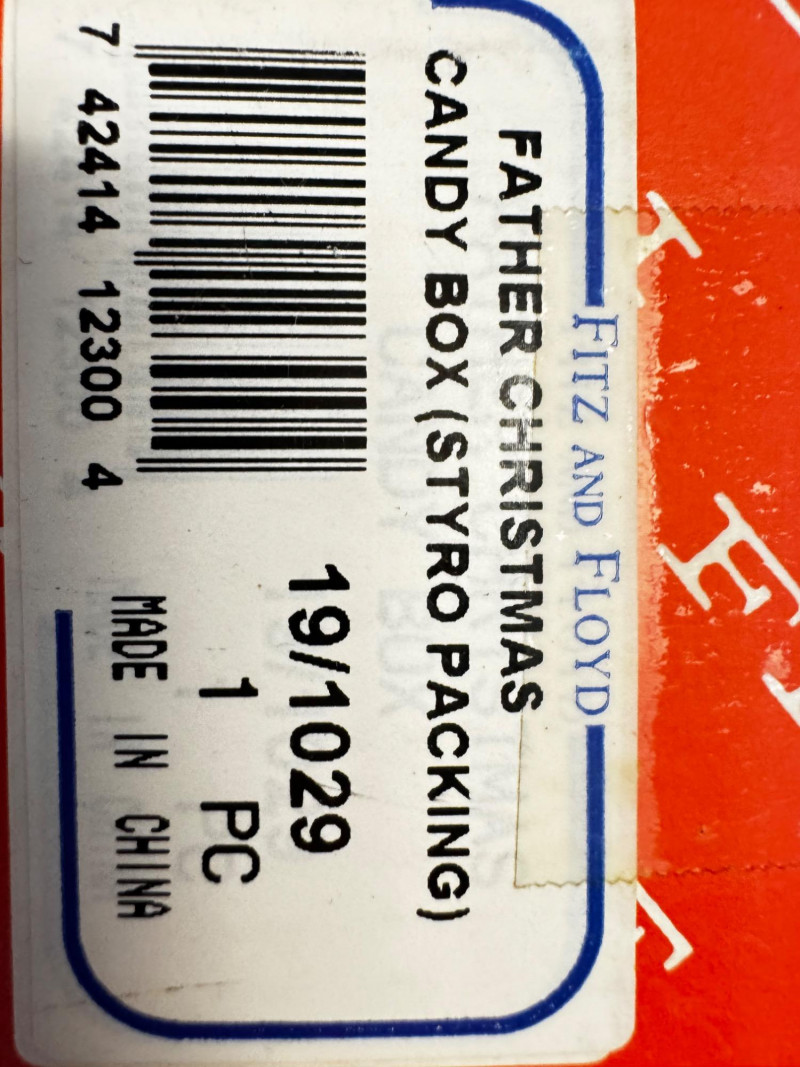 FITZ AND FLOYD
FATHER CHRISTMAS
CANDY BOX (STYRO PACKING)
19/1029
1 PC
MADE IN CHINA
7 42414 12300 4